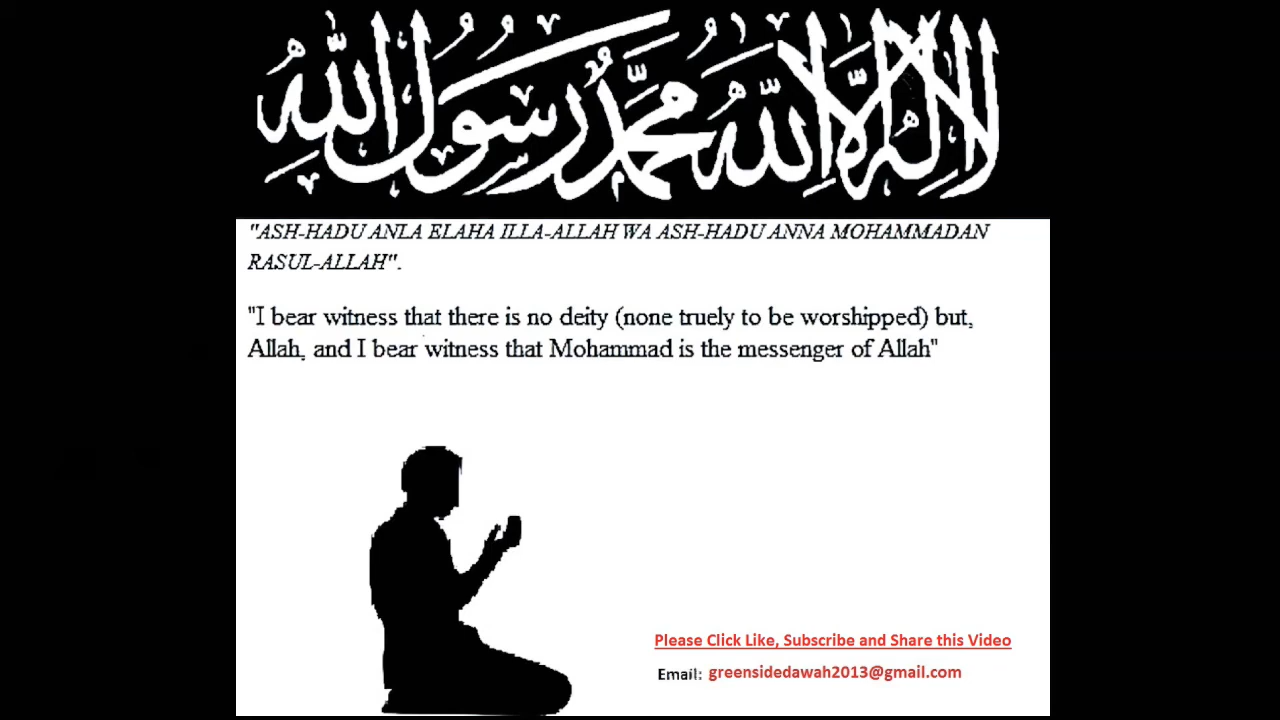 لا إله إلا الله محمد رسول الله
"ASH-HADU ANLA ELAHA ILLA-ALLAH WA ASH-HADU ANNA MOHAMMADAN
RASUL-ALLAH".
"I bear witness that there is no deity (none truely to be worshipped) but,
Allah, and I bear witness that Mohammad is the messenger of Allah"
Please Click Like, Subscribe and Share this Video
Email: greensidedawah2013@gmail.com